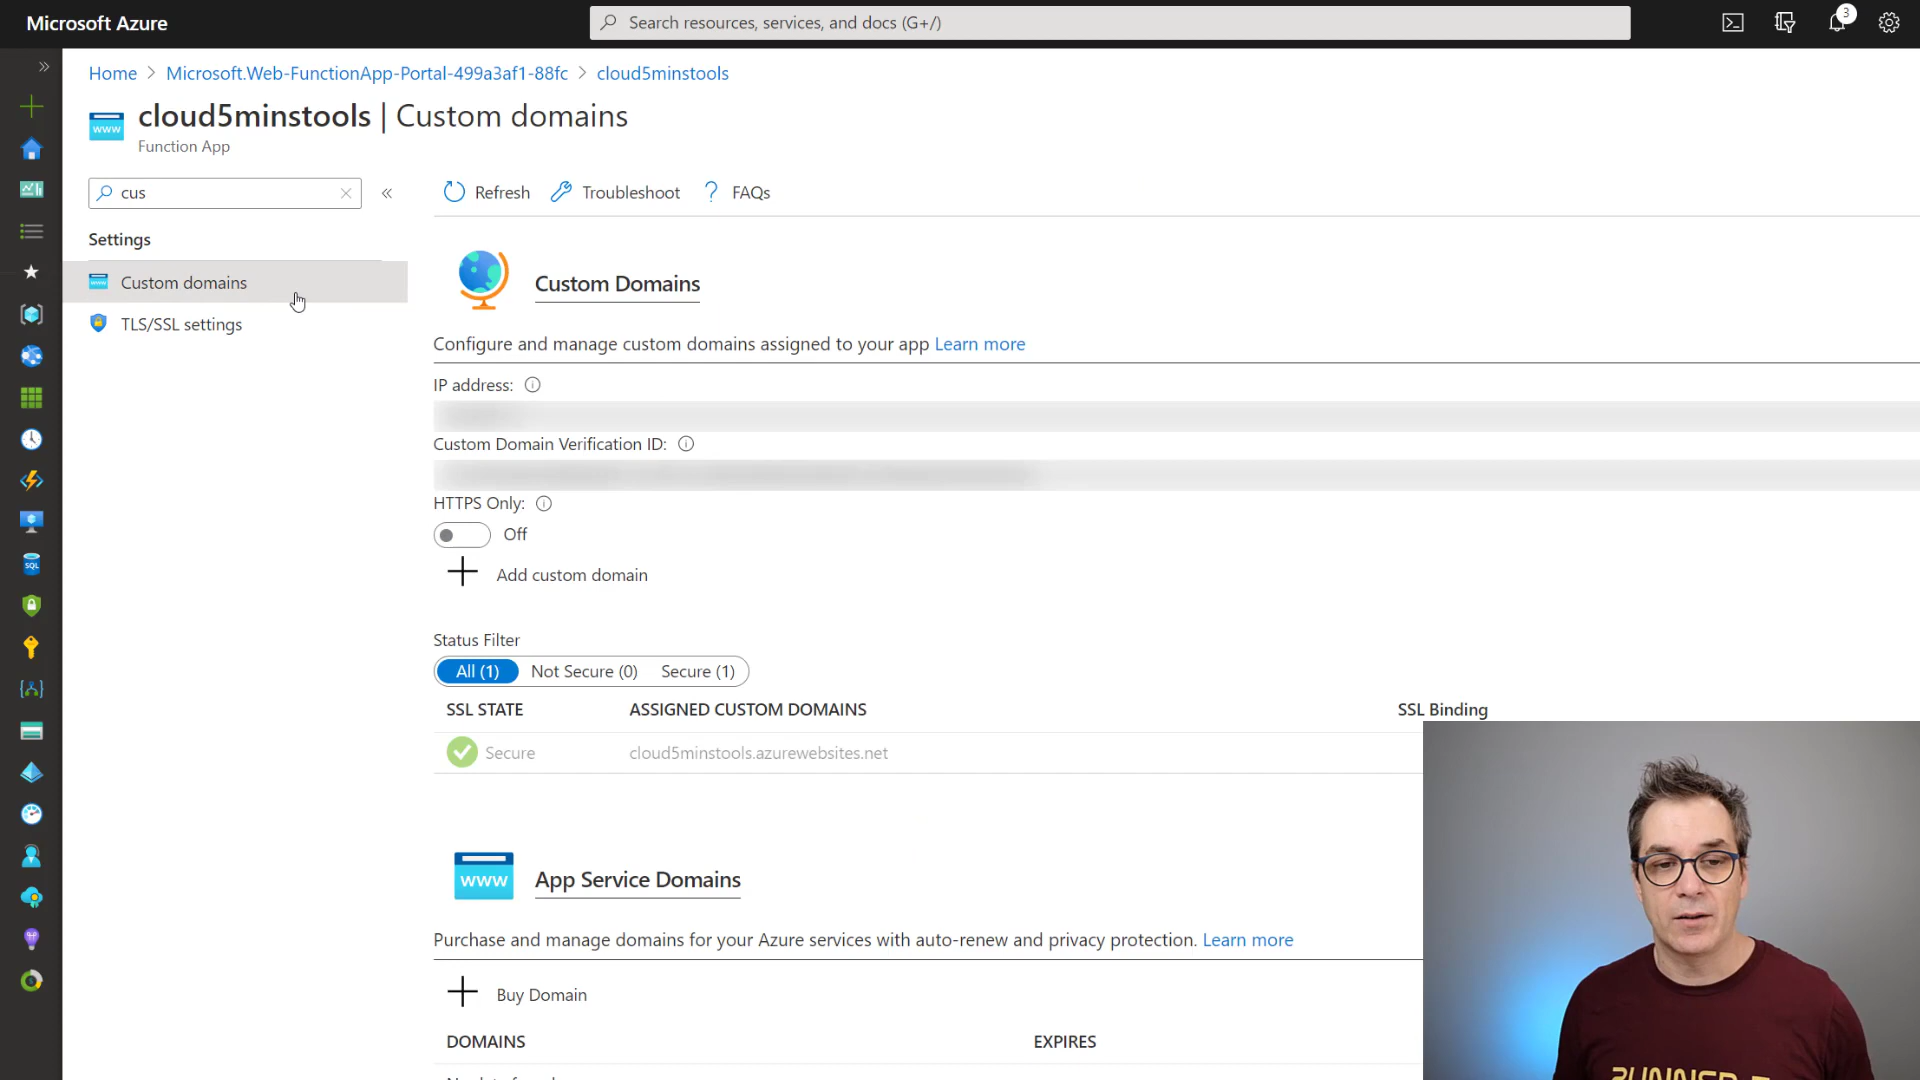 Microsoft Azure
Search resources, services, and docs (G+/)
3
Home > Microsoft.Web-FunctionApp-Portal-499a3af1-88fc > cloud5minstools
cloud5minstools | Custom domains
Function App
cus
Refresh
Troubleshoot
FAQs
Settings
Custom domains
TLS/SSL settings
Custom Domains
Configure and manage custom domains assigned to your app Learn more
IP address:
Custom Domain Verification ID:
HTTPS Only:
Off
Add custom domain
Status Filter
All (1) Not Secure (0) Secure (1)
SSL STATE ASSIGNED CUSTOM DOMAINS SSL Binding
Secure cloud5minstools.azurewebsites.net
www App Service Domains
Purchase and manage domains for your Azure services with auto-renew and privacy protection. Learn more
Buy Domain
DOMAINS EXPIRES